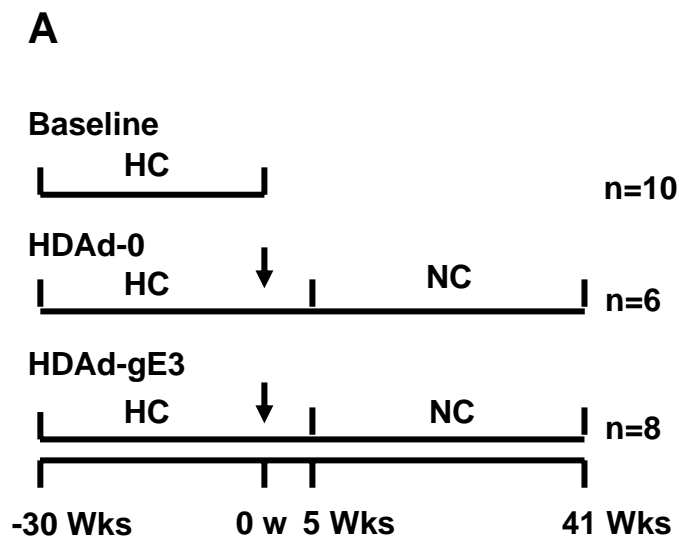 A
Baseline
HC
n=10
HDAd-0
HC
NC
n=6
HDAd-gE3
HC
NC
n=8
-30 Wks 0 w 5 Wks 41 Wks